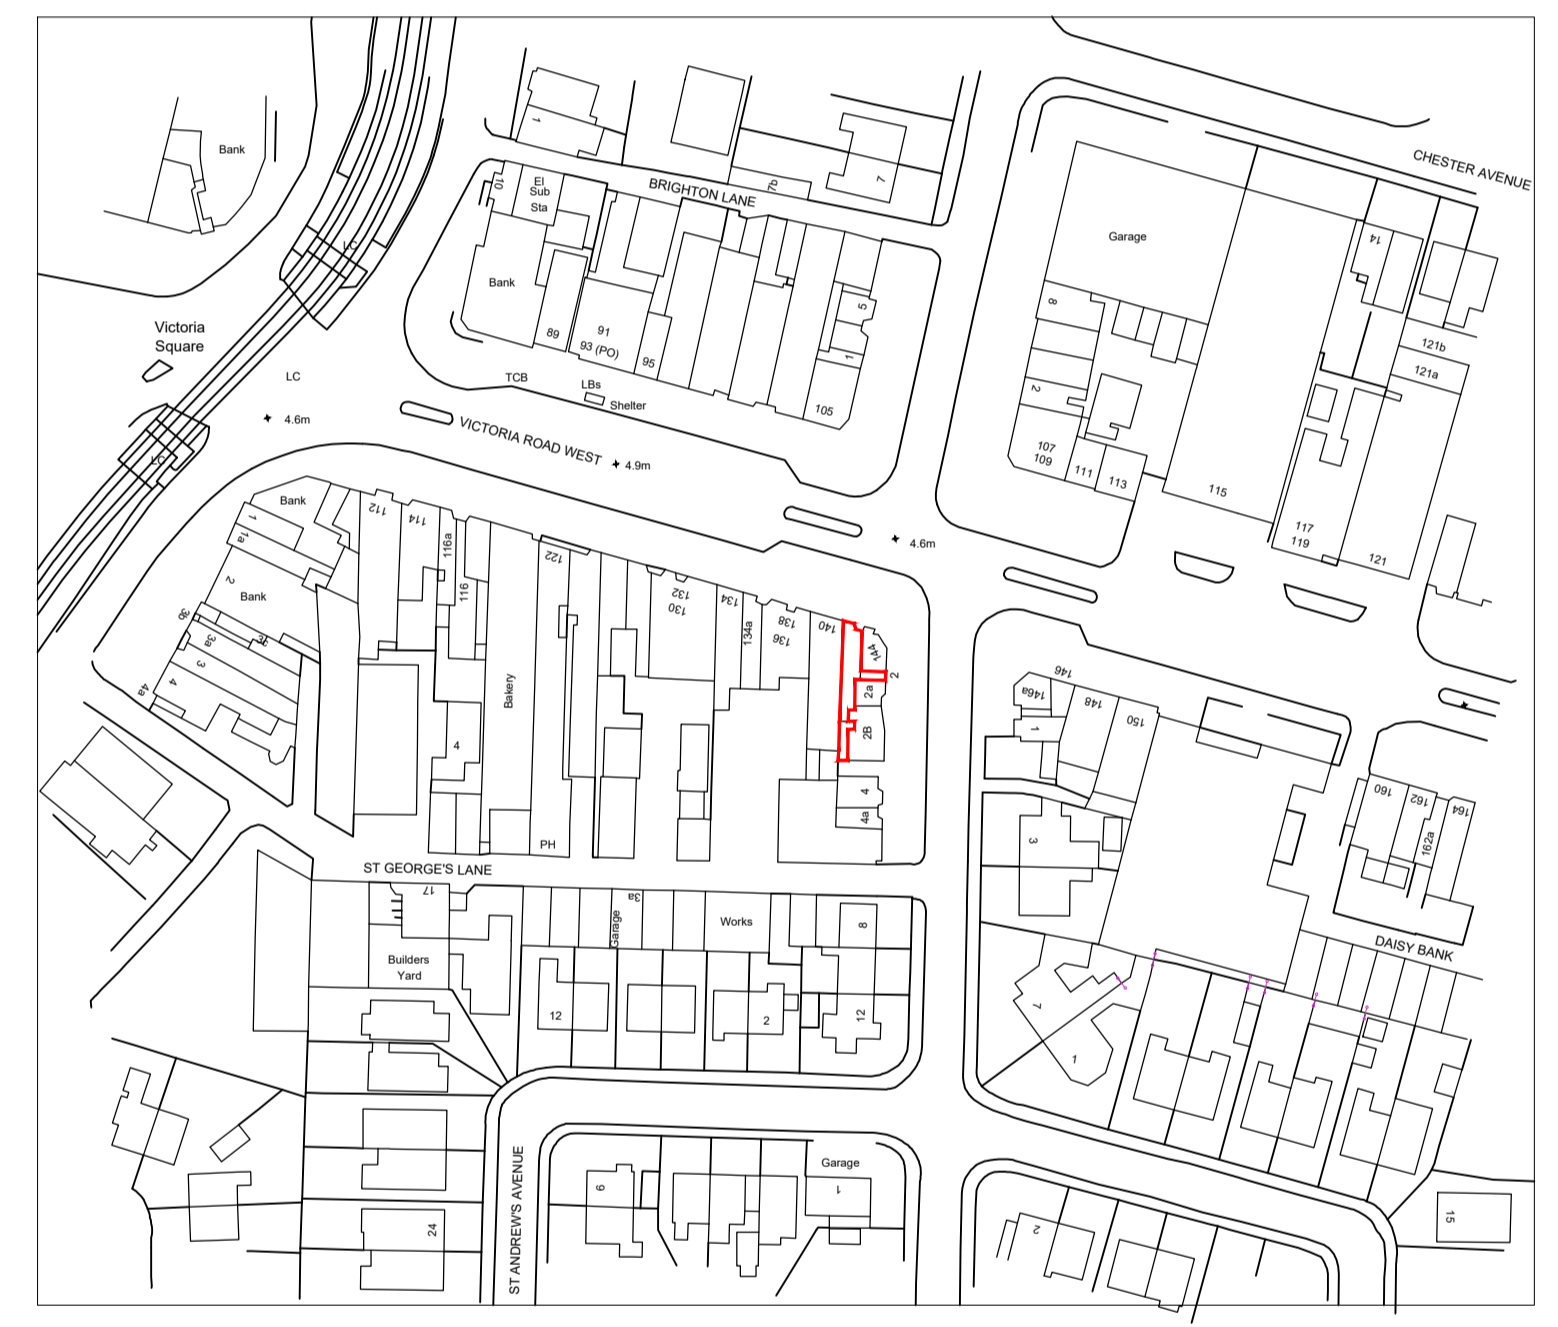 CHESTER AVENUE
Bank
1
BRIGHTON LANE
7b
7
10
El
Sub
Sta
Garage
14
LC
Bank
8
5
Victoria
Square
89
91
93 (PO)
95
1
121b
121a
LC
TCB
LBs
Shelter
105
2
4.6m
VICTORIA ROAD WEST
4.9m
LC
107
109
111
113
115
117
119
121
Bank
1
1a
2
Bank
112
114
116a
116
122
4.6m
132
130
134
134a
138
136
140
144
2
3b
3a
3c
3
4
4a
Bakery
4
2a
2B
146
146a
148
150
1
4
4a
160
162
162a
164
PH
3
ST GEORGE'S LANE
17
3a
Garage
Works
8
Builders
Yard
DAISY BANK
12
2
12
7
1
ST ANDREW'S AVENUE
Garage
9
1
24
2
15